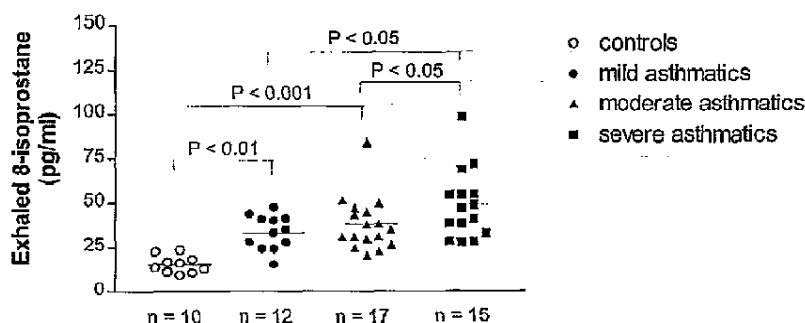 150
125
100
75
50
25
0
Exhaled 8-isoprostane
(pg/ml)
P < 0.05
P < 0.05
P < 0.001
P < 0.01
n = 10
n = 12
n = 17
n = 15
controls
mild asthmatics
moderate asthmatics
severe asthmatics